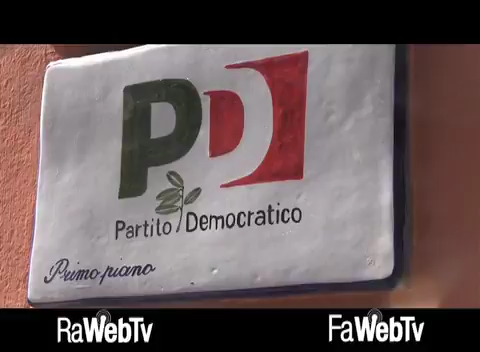 PD
Partito Democratico
Primo piano
RaWebTv
FaWebTv